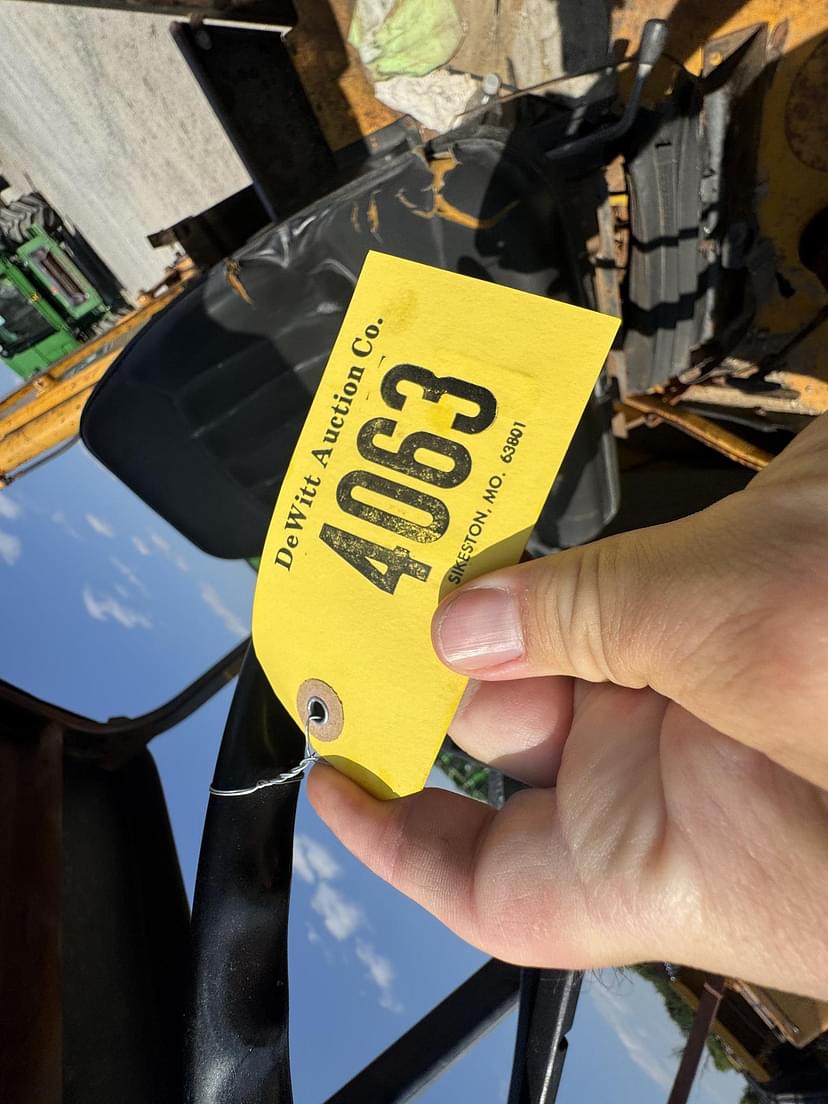 DeWitt Auction Co.
4063
SIKESTON, MO. 63801